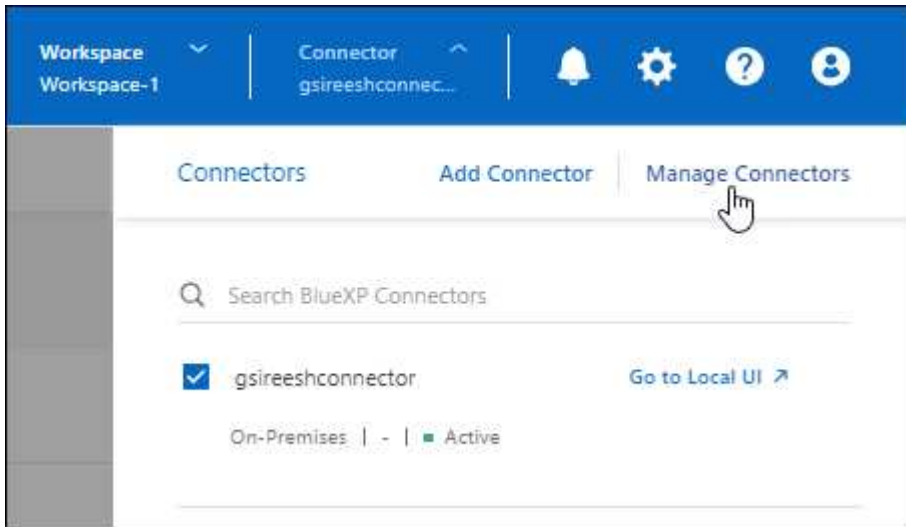 Workspace
Workspace-1
Connector
gsireeshconnec...
Connectors
Add Connector
Manage Connectors
Search BlueXP Connectors
gsireeshconnector
Go to Local UI
On-Premises | - | Active